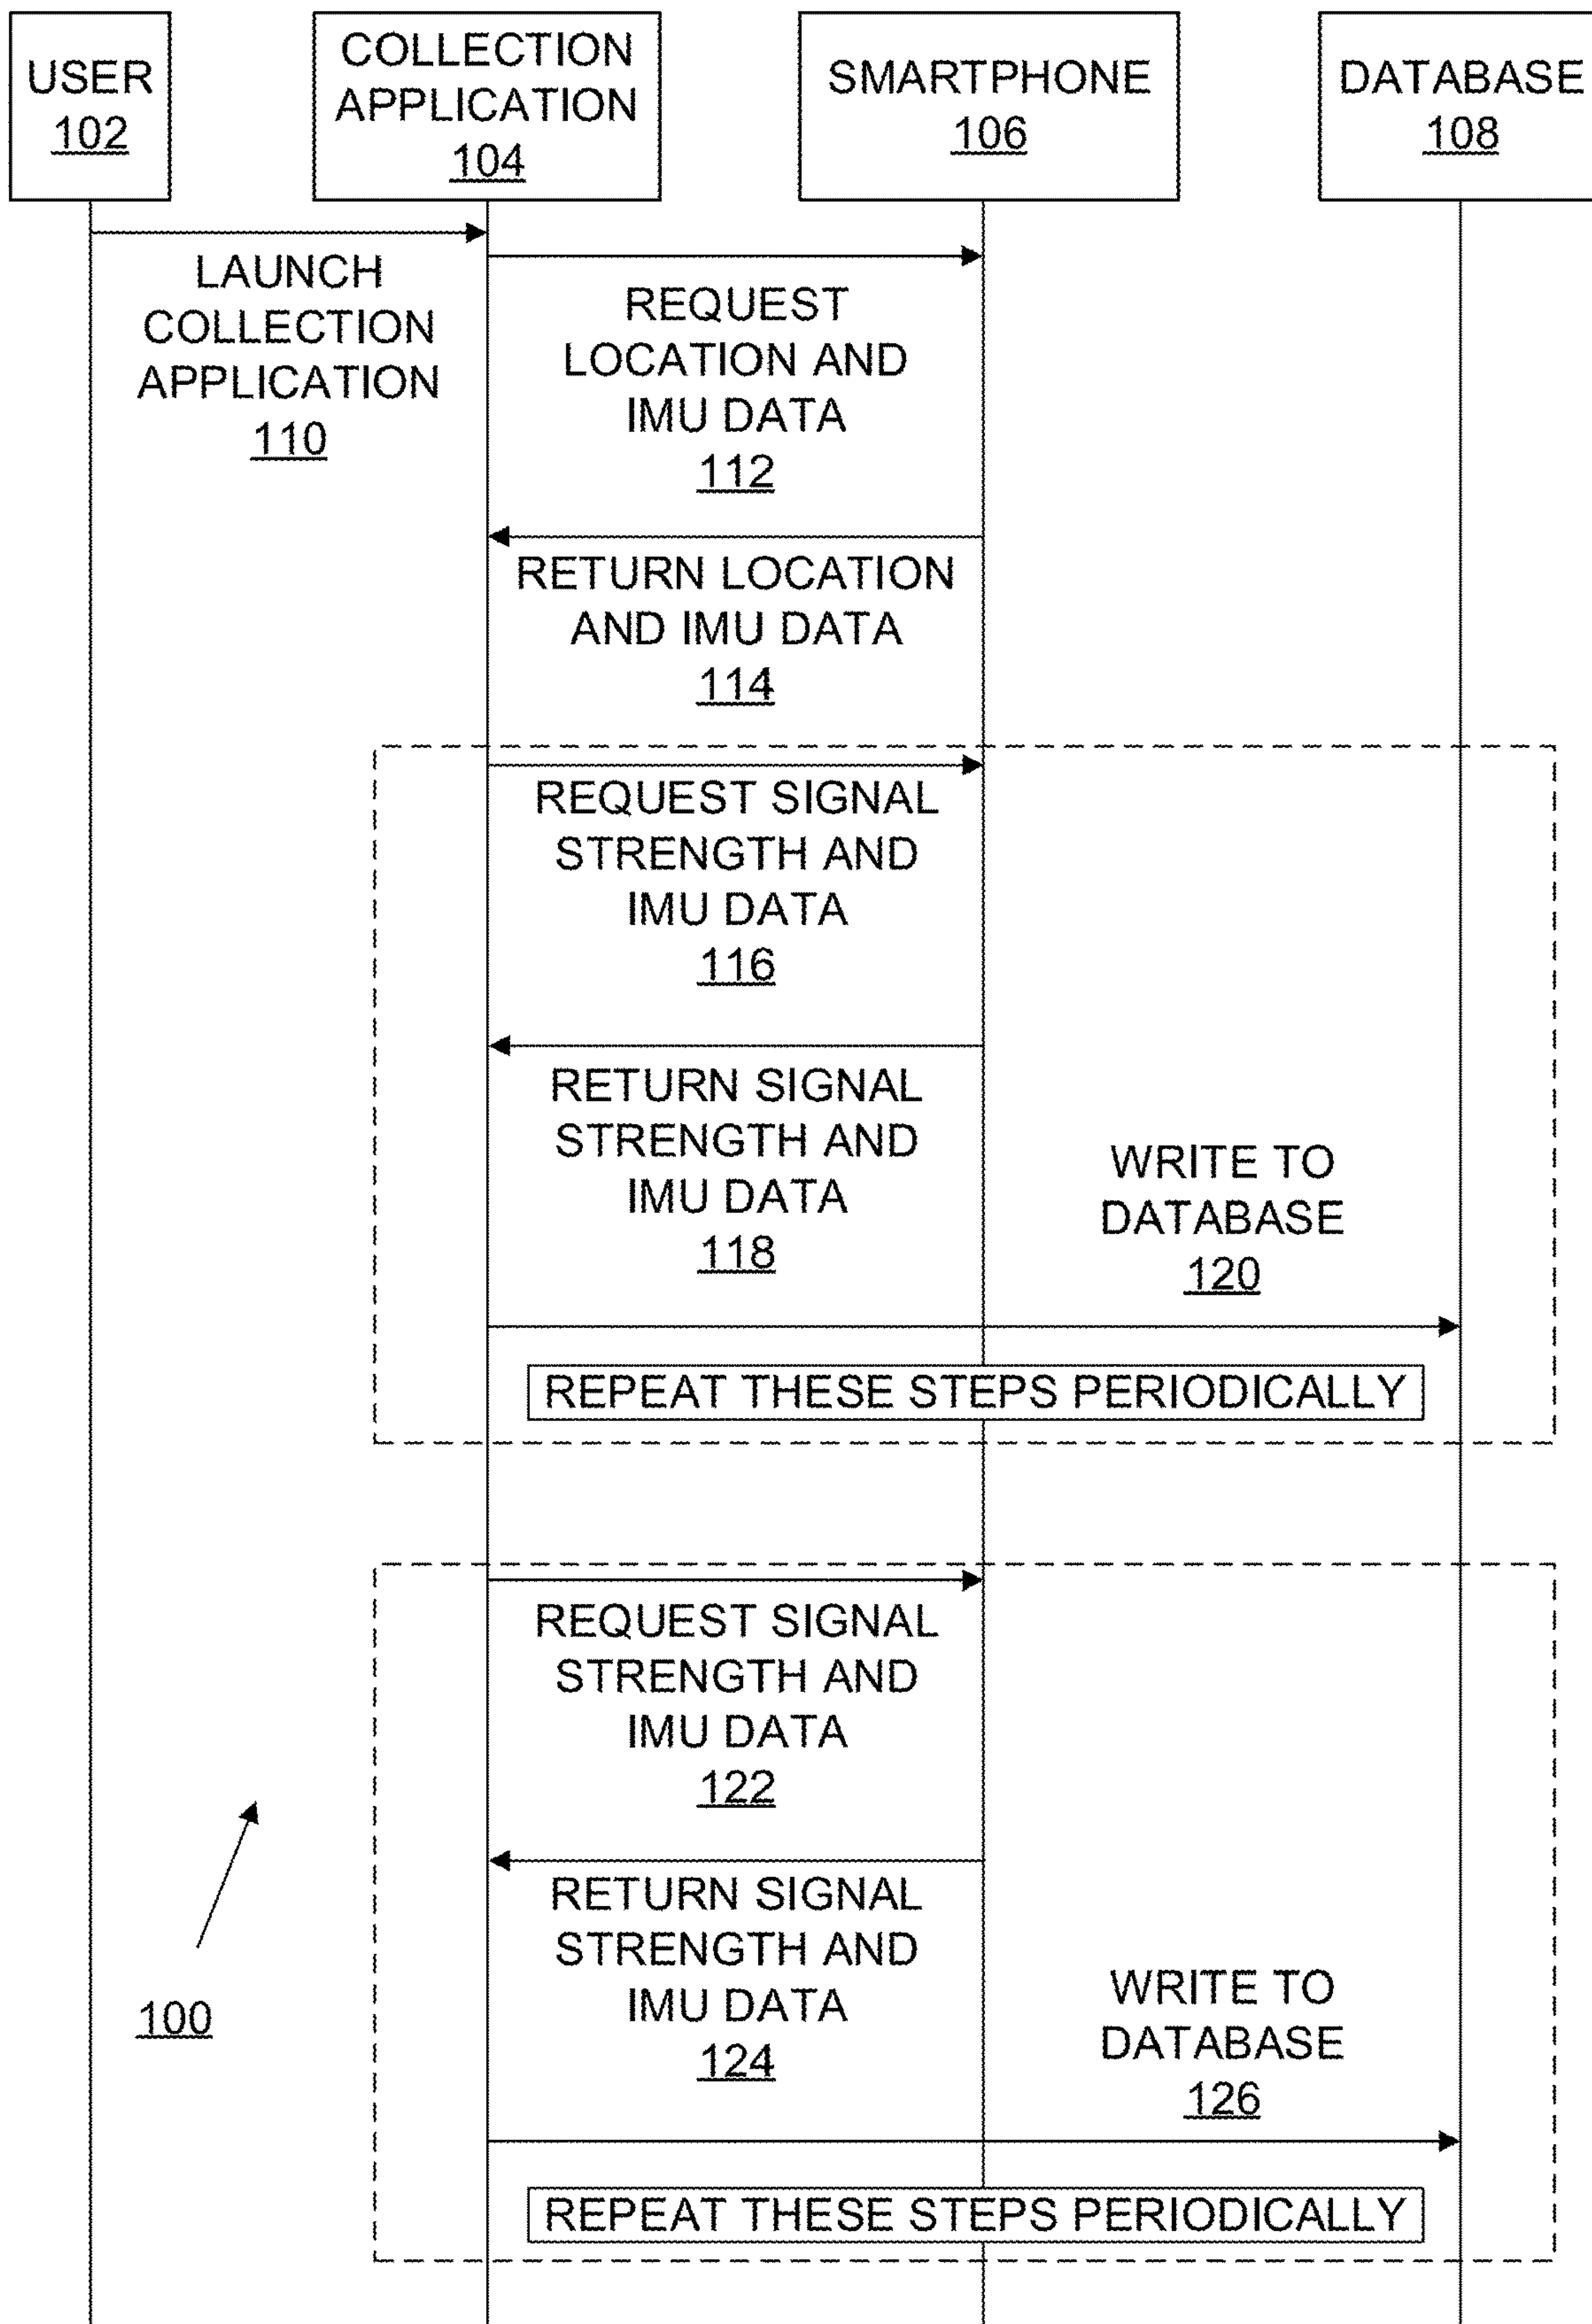 USER
102
COLLECTION
APPLICATION
104
SMARTPHONE
106
DATABASE
108
LAUNCH
COLLECTION
APPLICATION
110
REQUEST
LOCATION AND
IMU DATA
112
RETURN LOCATION
AND IMU DATA
114
REQUEST SIGNAL
STRENGTH AND
IMU DATA
116
RETURN SIGNAL
STRENGTH AND
IMU DATA
118
WRITE TO
DATABASE
120
REPEAT THESE STEPS PERIODICALLY
REQUEST SIGNAL
STRENGTH AND
IMU DATA
122
RETURN SIGNAL
STRENGTH AND
IMU DATA
124
WRITE TO
DATABASE
126
REPEAT THESE STEPS PERIODICALLY
100